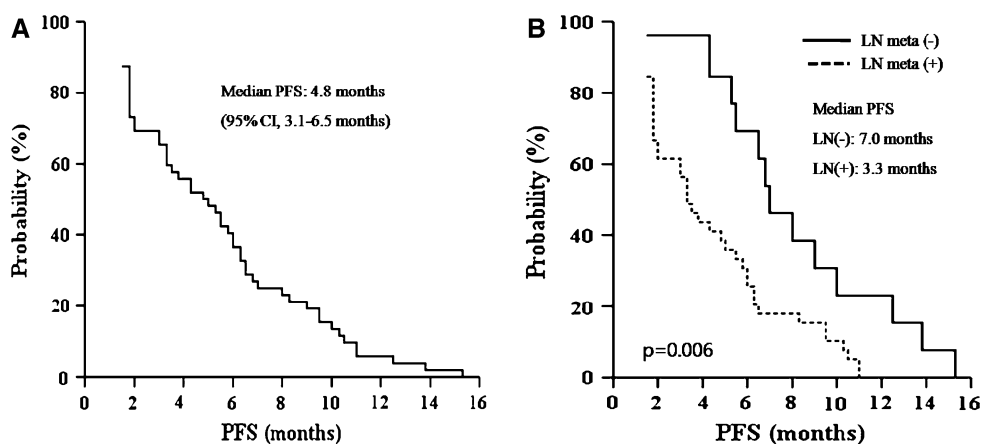 A
Probability (%)
100
80
60
40
20
0
Median PFS: 4.8 months
(95% CI, 3.1-6.5 months)
0 2 4 6 8 10 12 14 16
PFS (months)
B
Probability (%)
100
80
60
40
20
0
LN meta (-)
LN meta (+)
Median PFS
LN(-): 7.0 months
LN(+): 3.3 months
p=0.006
0 2 4 6 8 10 12 14 16
PFS (months)